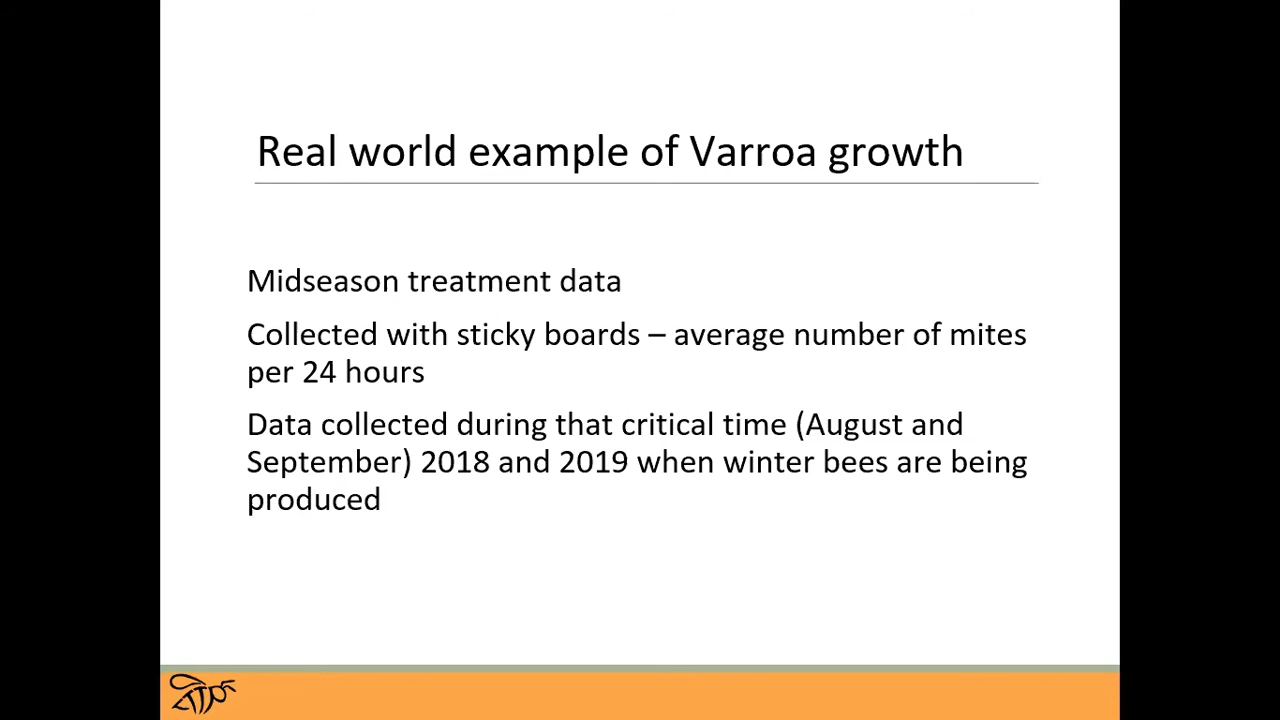 Real world example of Varroa growth
Midseason treatment data
Collected with sticky boards – average number of mites
per 24 hours
Data collected during that critical time (August and
September) 2018 and 2019 when winter bees are being
produced